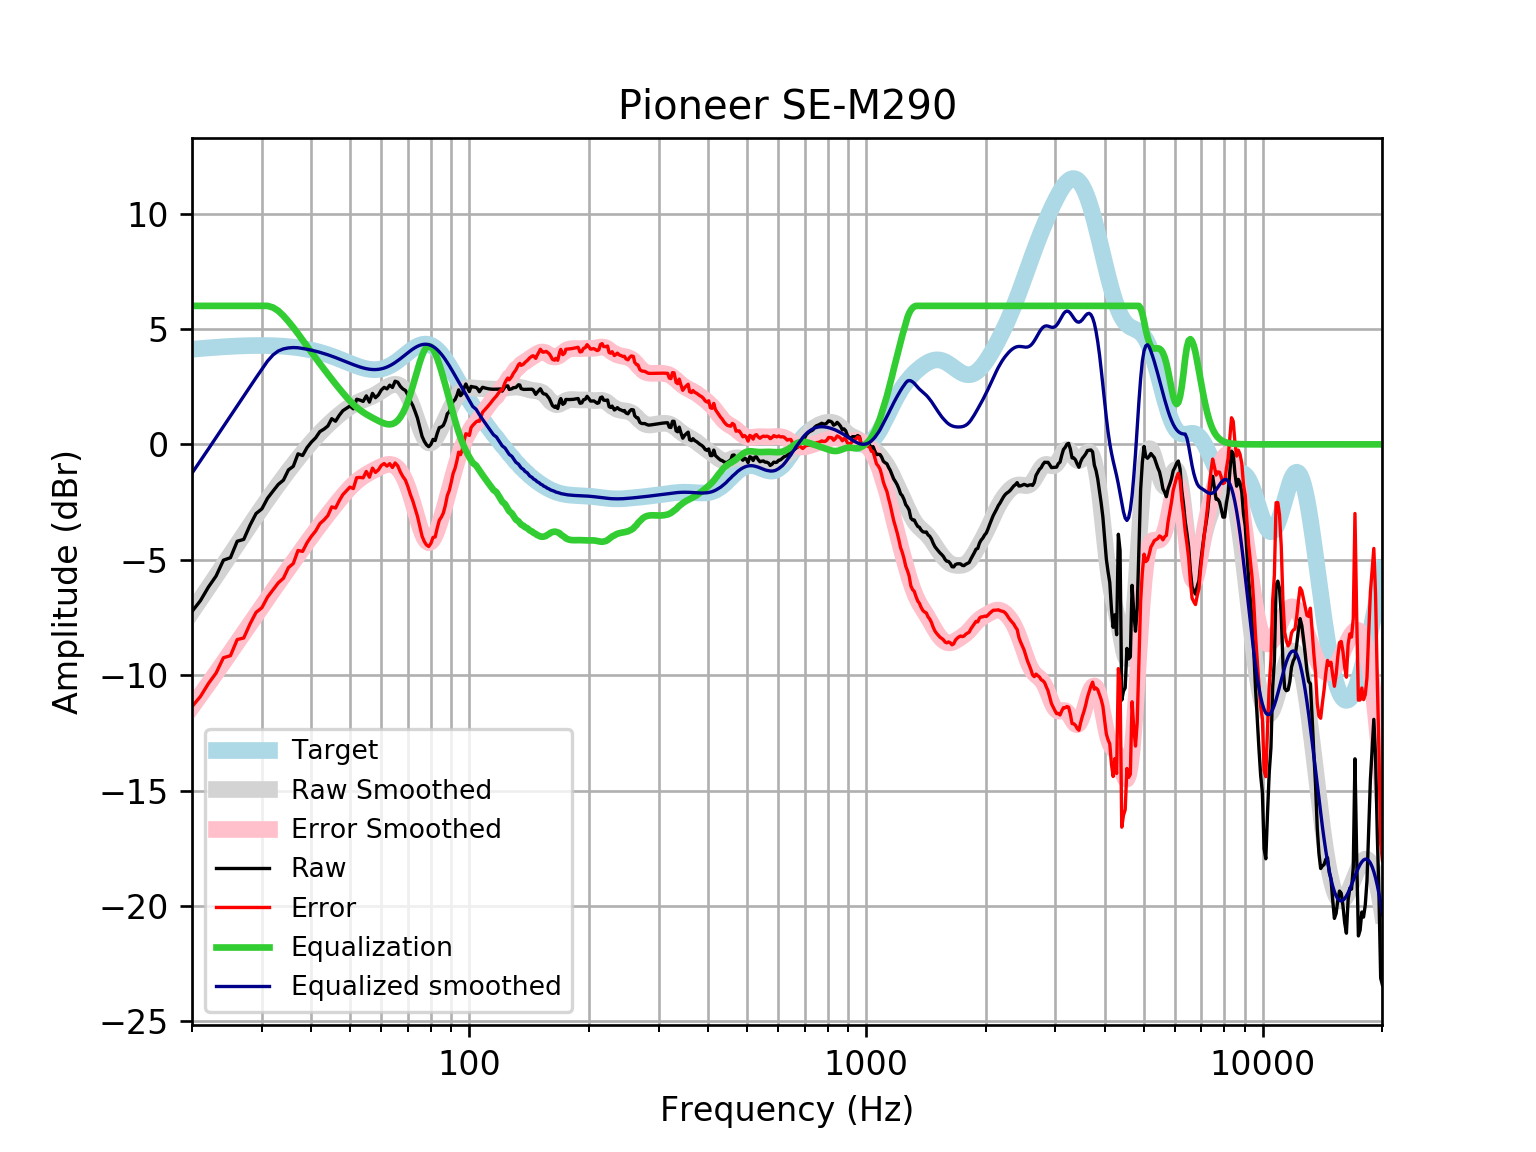 Pioneer SE-M290
10
5
0
−5
−10
−15
−20
−25
Amplitude (dBr)
Target
Raw Smoothed
Error Smoothed
Raw
Error
Equalization
Equalized smoothed
100
1000
10000
Frequency (Hz)